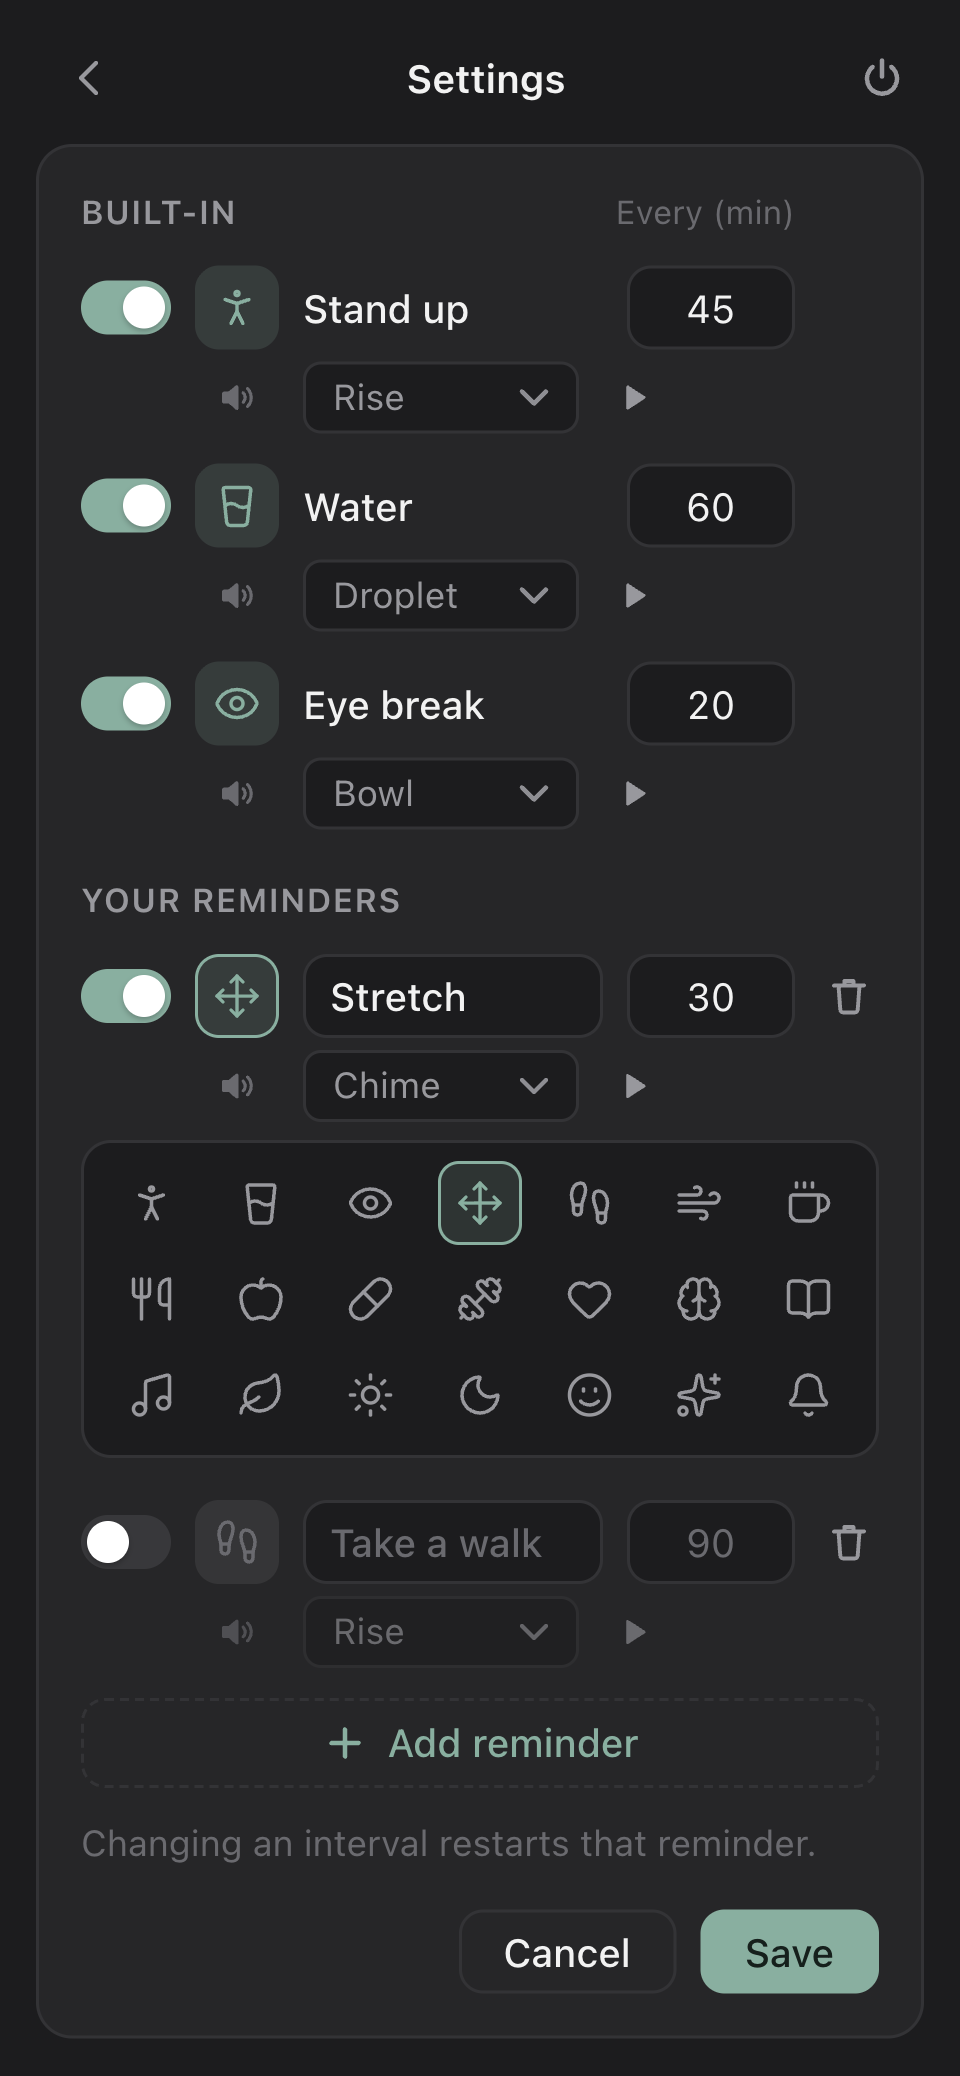 Settings
BUILT-IN Every (min)
Stand up 45
Rise
Water 60
Droplet
Eye break 20
Bowl
YOUR REMINDERS
Stretch 30
Chime
Take a walk 90
Rise
+ Add reminder
Changing an interval restarts that reminder.
Cancel Save